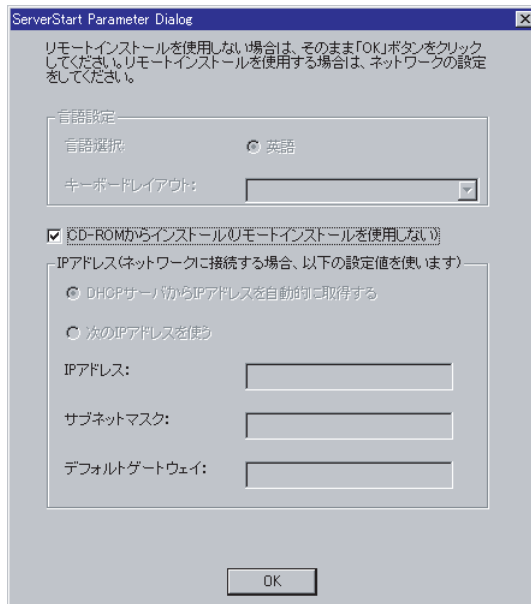 ServerStart Parameter Dialog
リモートインストールを使用しない場合は、そのまま「OK」ボタンをクリック
してください。リモートインストールを使用する場合は、ネットワークの設定
をしてください。
言語設定
言語選択:
英語
キーボードレイアウト:
CD-ROMからインストール(リモートインストールを使用しない)
IPアドレス(ネットワークに接続する場合、以下の設定値を使います)
DHCPサーバからIPアドレスを自動的に取得する
次のIPアドレスを使う
IPアドレス:
サブネットマスク:
デフォルトゲートウェイ:
OK